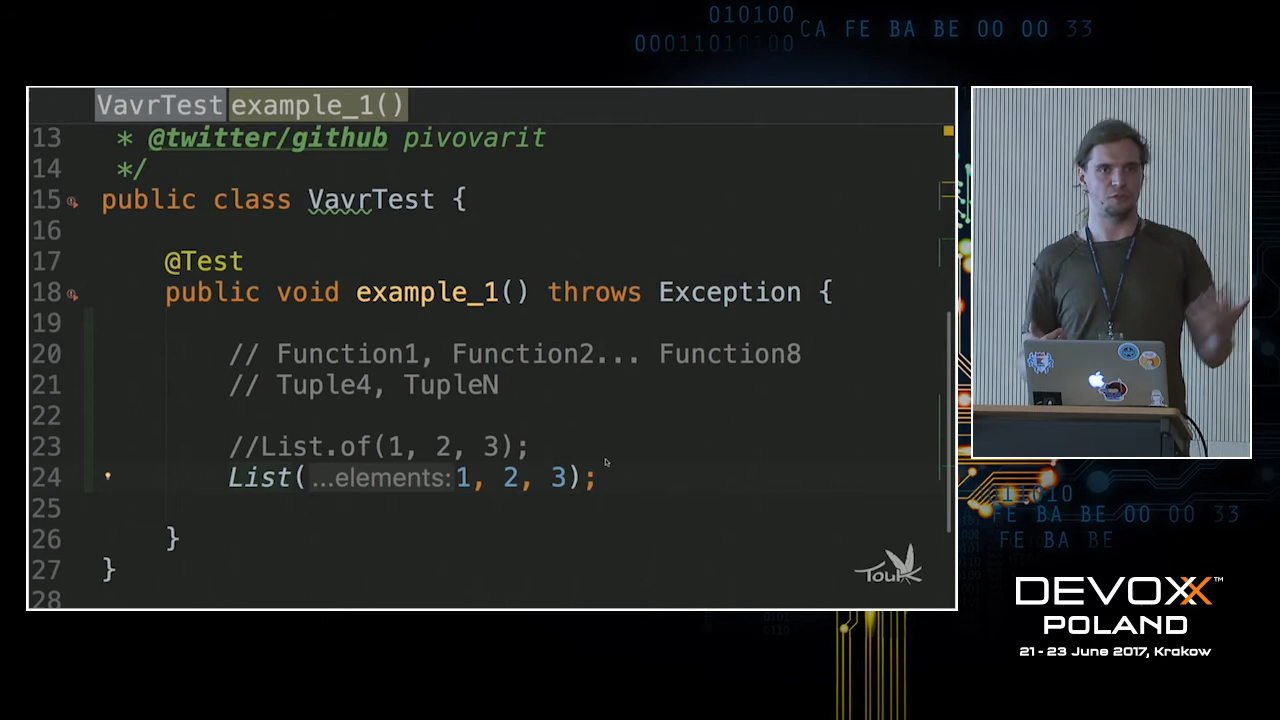 010100
CA FE BA BE 00 00 33
00011010100
VavrTest example_1()
13 * @twitter/github pivovarit
14 */
15 public class VavrTest {
16
17 @Test
18 public void example_1() throws Exception {
19
20 // Function1, Function2... Function8
21 // Tuple4, TupleN
22
23 //List.of(1, 2, 3);
24 List(...elements: 1, 2, 3);
25
26 }
27 }
28
TouK
FE BA BE 00 00 33
FE BA BE
DEVOXX™
POLAND
21 - 23 June 2017, Krakow